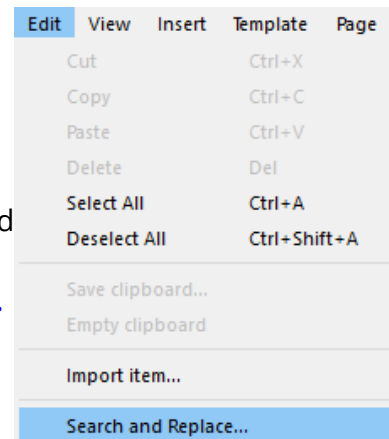 Edit View Insert Template Page
Cut Ctrl+X
Copy Ctrl+C
Paste Ctrl+V
Delete Del
Select All Ctrl+A
d
Deselect All Ctrl+Shift+A
Save clipboard...
.
Empty clipboard
Import item...
Search and Replace...